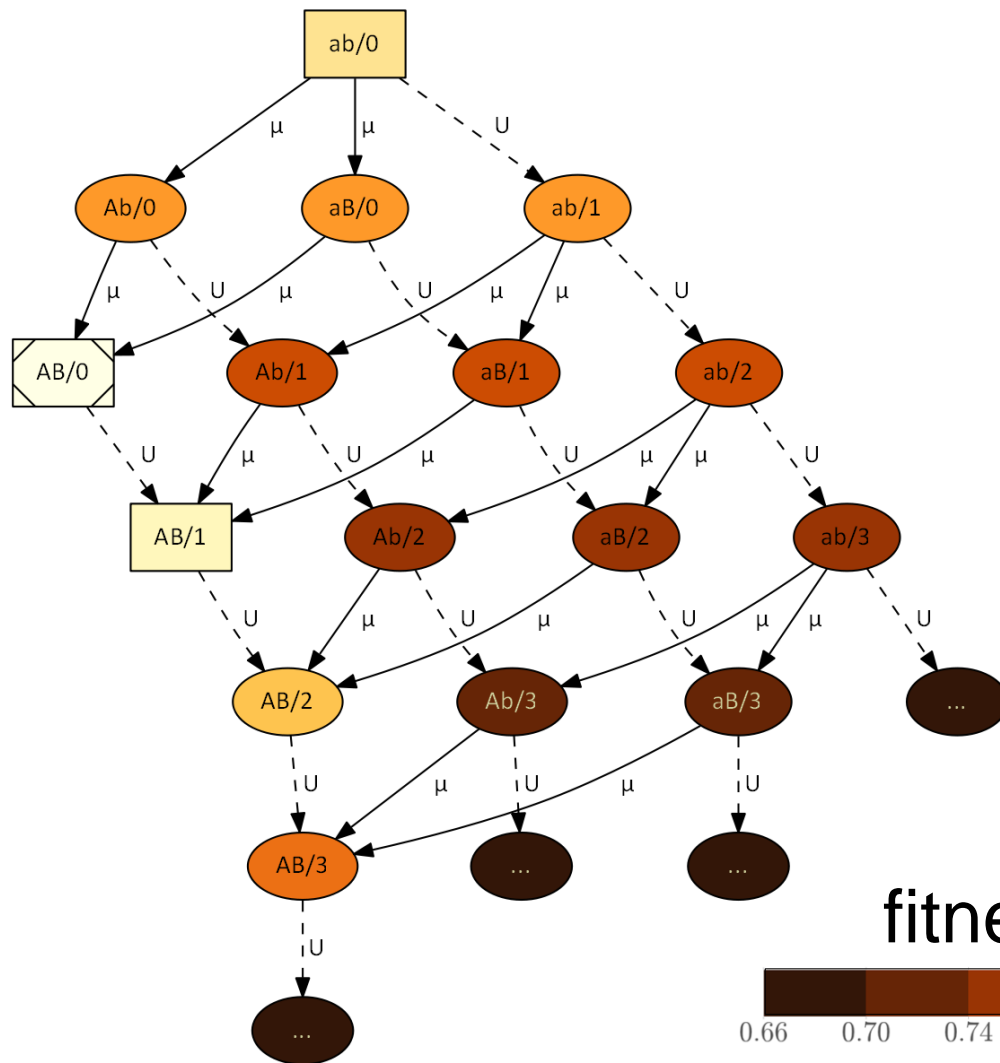 ab/0
μ μ U
Ab/0 aB/0 ab/1
μ U μ U μ μ U
AB/0 Ab/1 aB/1 ab/2
U μ U μ U μ μ U
AB/1 Ab/2 aB/2 ab/3
U μ U μ U μ μ U
AB/2 Ab/3 aB/3 ...
U μ U μ U
AB/3 ... ...
U
...
fitne
0.66 0.70 0.74